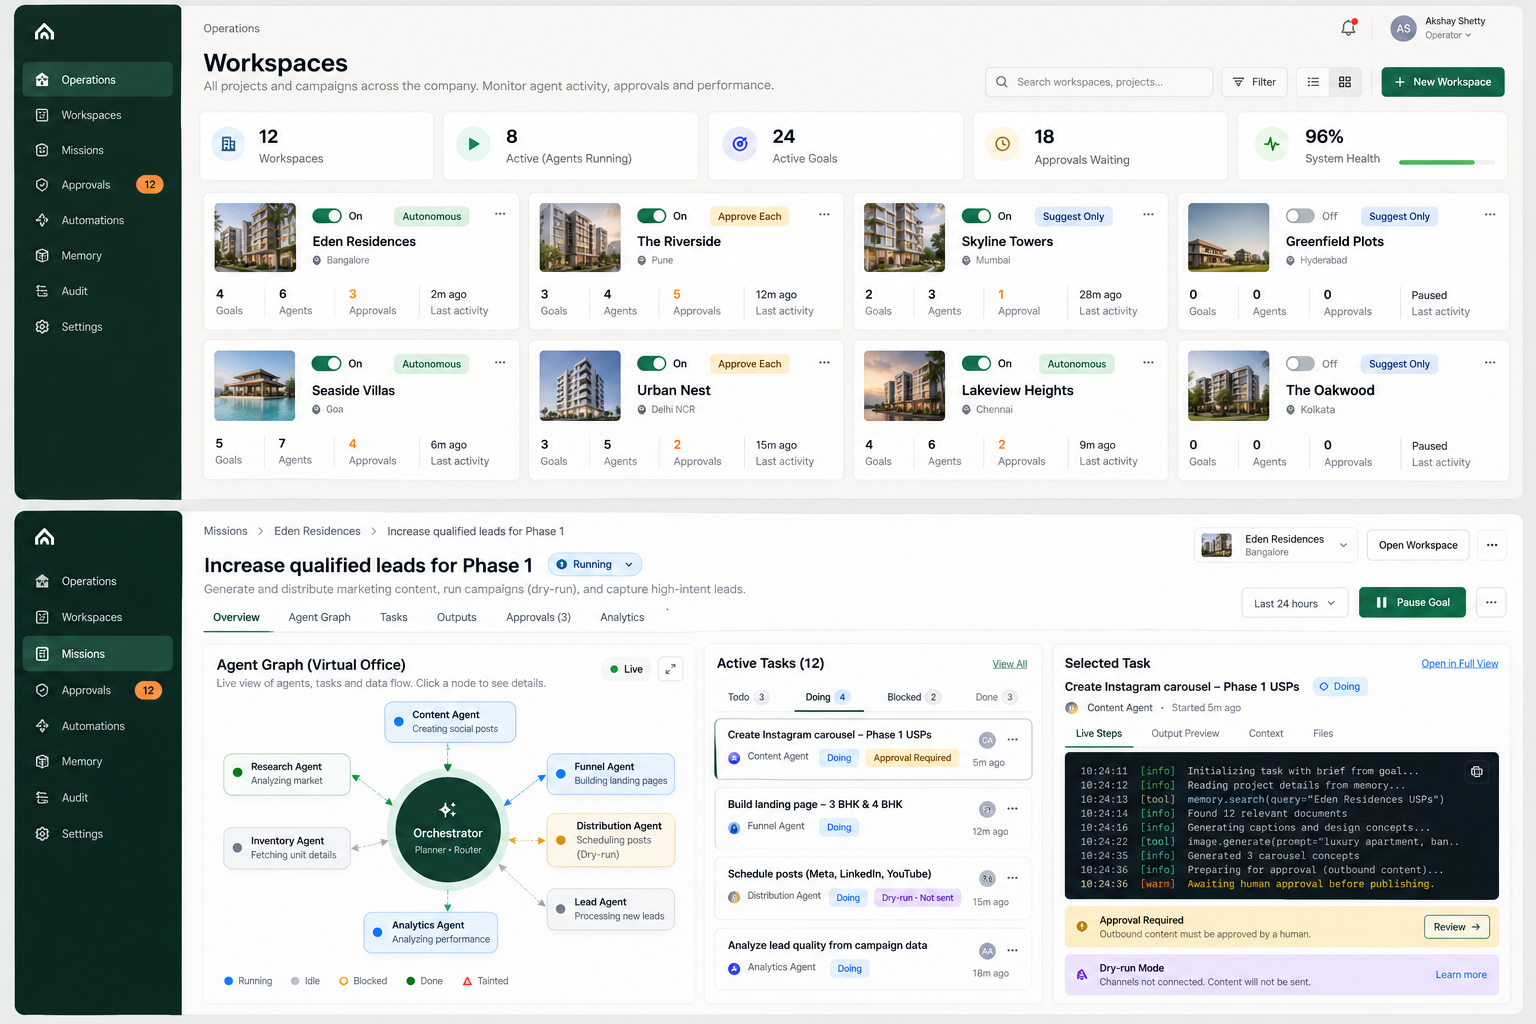 Operations
Akshay Shetty
AS
Operator
Workspaces
All projects and campaigns across the company. Monitor agent activity, approvals and performance.
Search workspaces, projects...
Filter
+ New Workspace
Operations
Workspaces
Missions
Approvals 12
Automations
Memory
Audit
Settings
12
Workspaces
8
Active (Agents Running)
24
Active Goals
18
Approvals Waiting
96%
System Health
On Autonomous
Eden Residences
Bangalore
4 Goals
6 Agents
3 Approvals
2m ago Last activity
On Approve Each
The Riverside
Pune
3 Goals
4 Agents
5 Approvals
12m ago Last activity
On Suggest Only
Skyline Towers
Mumbai
2 Goals
3 Agents
1 Approval
28m ago Last activity
Off Suggest Only
Greenfield Plots
Hyderabad
0 Goals
0 Agents
0 Approvals
Paused Last activity
On Autonomous
Seaside Villas
Goa
5 Goals
7 Agents
4 Approvals
6m ago Last activity
On Approve Each
Urban Nest
Delhi NCR
3 Goals
5 Agents
2 Approvals
15m ago Last activity
On Autonomous
Lakeview Heights
Chennai
4 Goals
6 Agents
2 Approvals
9m ago Last activity
Off Suggest Only
The Oakwood
Kolkata
0 Goals
0 Agents
0 Approvals
Paused Last activity
Operations
Workspaces
Missions
Approvals 12
Automations
Memory
Audit
Settings
Missions > Eden Residences > Increase qualified leads for Phase 1
Increase qualified leads for Phase 1
Running
Generate and distribute marketing content, run campaigns (dry-run), and capture high-intent leads.
Eden Residences
Bangalore
Open Workspace
Last 24 hours
Pause Goal
Overview
Agent Graph
Tasks
Outputs
Approvals (3)
Analytics
Agent Graph (Virtual Office)
Live
Live view of agents, tasks and data flow. Click a node to see details.
Content Agent
Creating social posts
Research Agent
Analyzing market
Funnel Agent
Building landing pages
Orchestrator
Planner • Router
Inventory Agent
Fetching unit details
Distribution Agent
Scheduling posts
(Dry-run)
Lead Agent
Processing new leads
Analytics Agent
Analyzing performance
Running
Idle
Blocked
Done
Tainted
Active Tasks (12)
View All
Todo 3
Doing 4
Blocked 2
Done 3
Create Instagram carousel – Phase 1 USPs
CA
Content Agent
Doing
Approval Required
5m ago
Build landing page – 3 BHK & 4 BHK
Funnel Agent
Doing
12m ago
Schedule posts (Meta, LinkedIn, YouTube)
Distribution Agent
Doing
Dry-run - Not sent
15m ago
Analyze lead quality from campaign data
AA
Analytics Agent
Doing
18m ago
Selected Task
Open in Full View
Create Instagram carousel – Phase 1 USPs
Doing
Content Agent • Started 5m ago
Live Steps
Output Preview
Context
Files
10:24:11 [info] Initializing task with brief from goal...
10:24:12 [info] Reading project details from memory...
10:24:13 [tool] memory.search(query="Eden Residences USPs")
10:24:14 [info] Found 12 relevant documents
10:24:16 [info] Generating captions and design concepts...
10:24:22 [tool] image.generate(prompt="luxury apartment, ban..
10:24:35 [info] Generated 3 carousel concepts
10:24:36 [info] Preparing for approval (outbound content)...
10:24:36 [warm] Awaiting human approval before publishing.
Approval Required
Outbound content must be approved by a human.
Review →
Dry-run Mode
Channels not connected. Content will not be sent.
Learn more